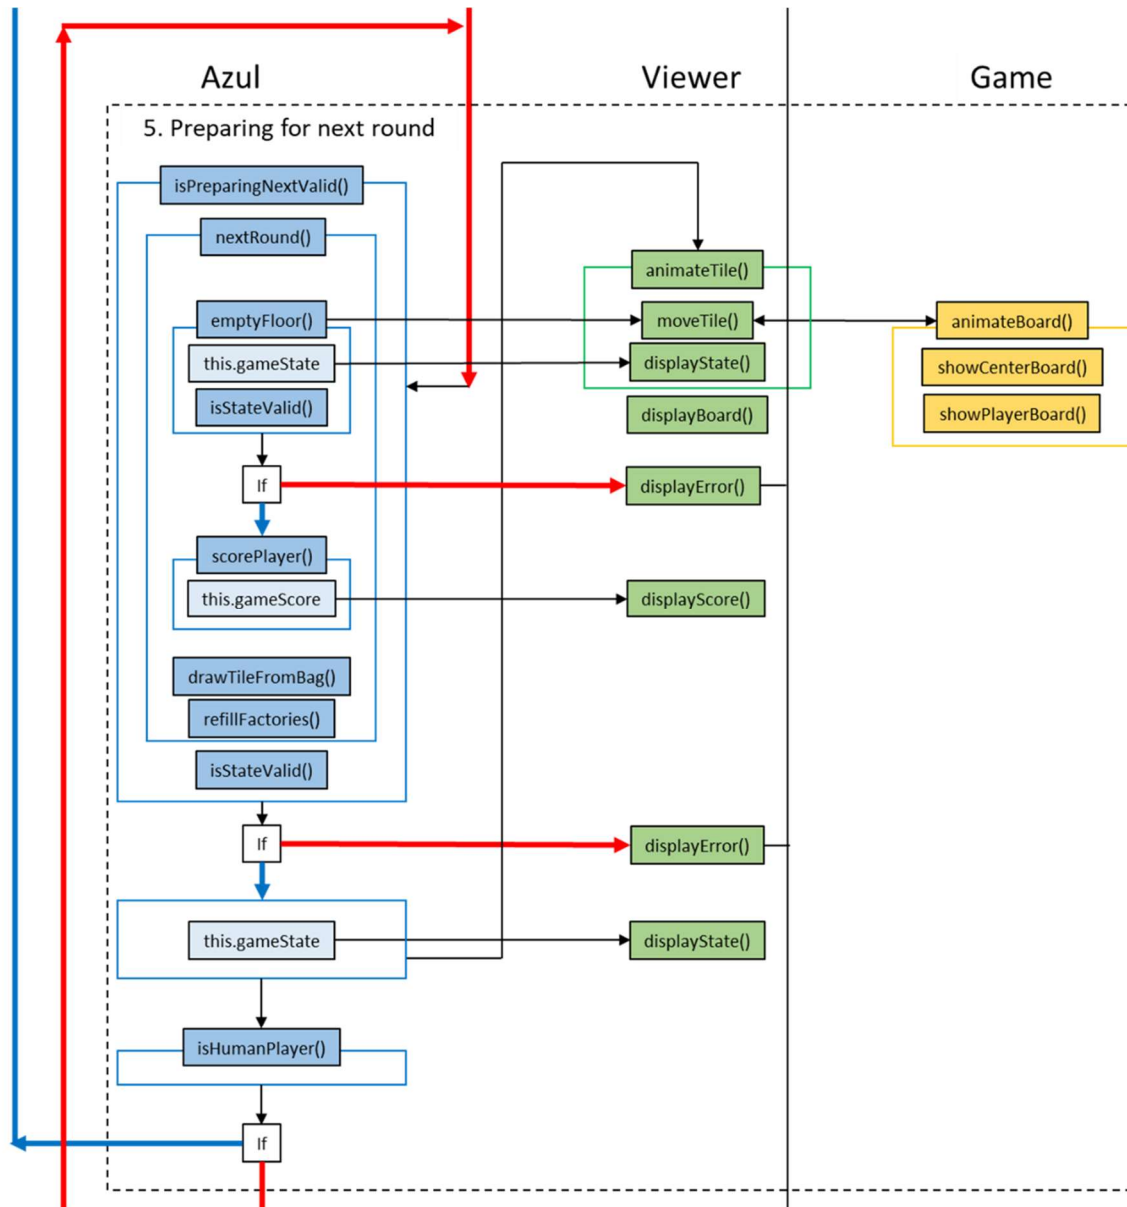 Azul
Viewer
Game
5. Preparing for next round
isPreparingNextValid()
nextRound()
animateTile()
emptyFloor()
moveTile()
animateBoard()
this.gameState
displayState()
showCenterBoard()
isStateValid()
displayBoard()
showPlayerBoard()
If
displayError()
scorePlayer()
this.gameScore
displayScore()
drawTileFromBag()
refillFactories()
isStateValid()
If
displayError()
this.gameState
displayState()
isHumanPlayer()
If